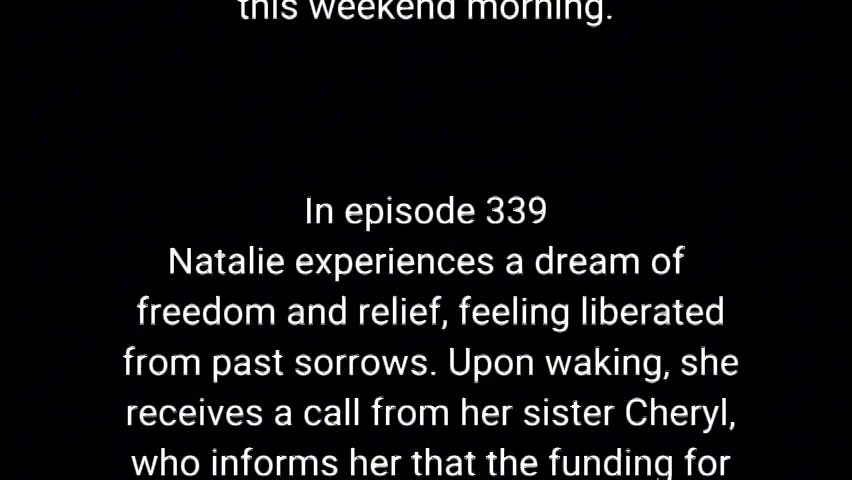 this weekend morning.
In episode 339
Natalie experiences a dream of
freedom and relief, feeling liberated
from past sorrows. Upon waking, she
receives a call from her sister Cheryl,
who informs her that the funding for